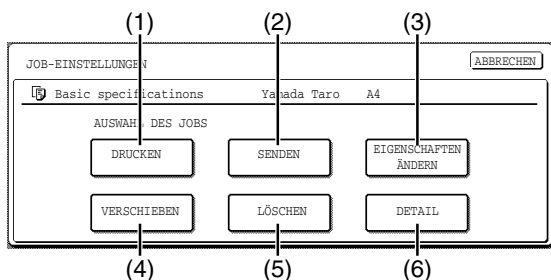 (1) (2) (3)
JOB-EINSTELLUNGEN ABBRECHEN
Basic specificatinons Yamada Taro A4
AUSWAHL DES JOBS
DRUCKEN SENDEN EIGENSCHAFTEN
ÄNDERN
VERSCHIEBEN LÖSCHEN DETAIL
(4) (5) (6)